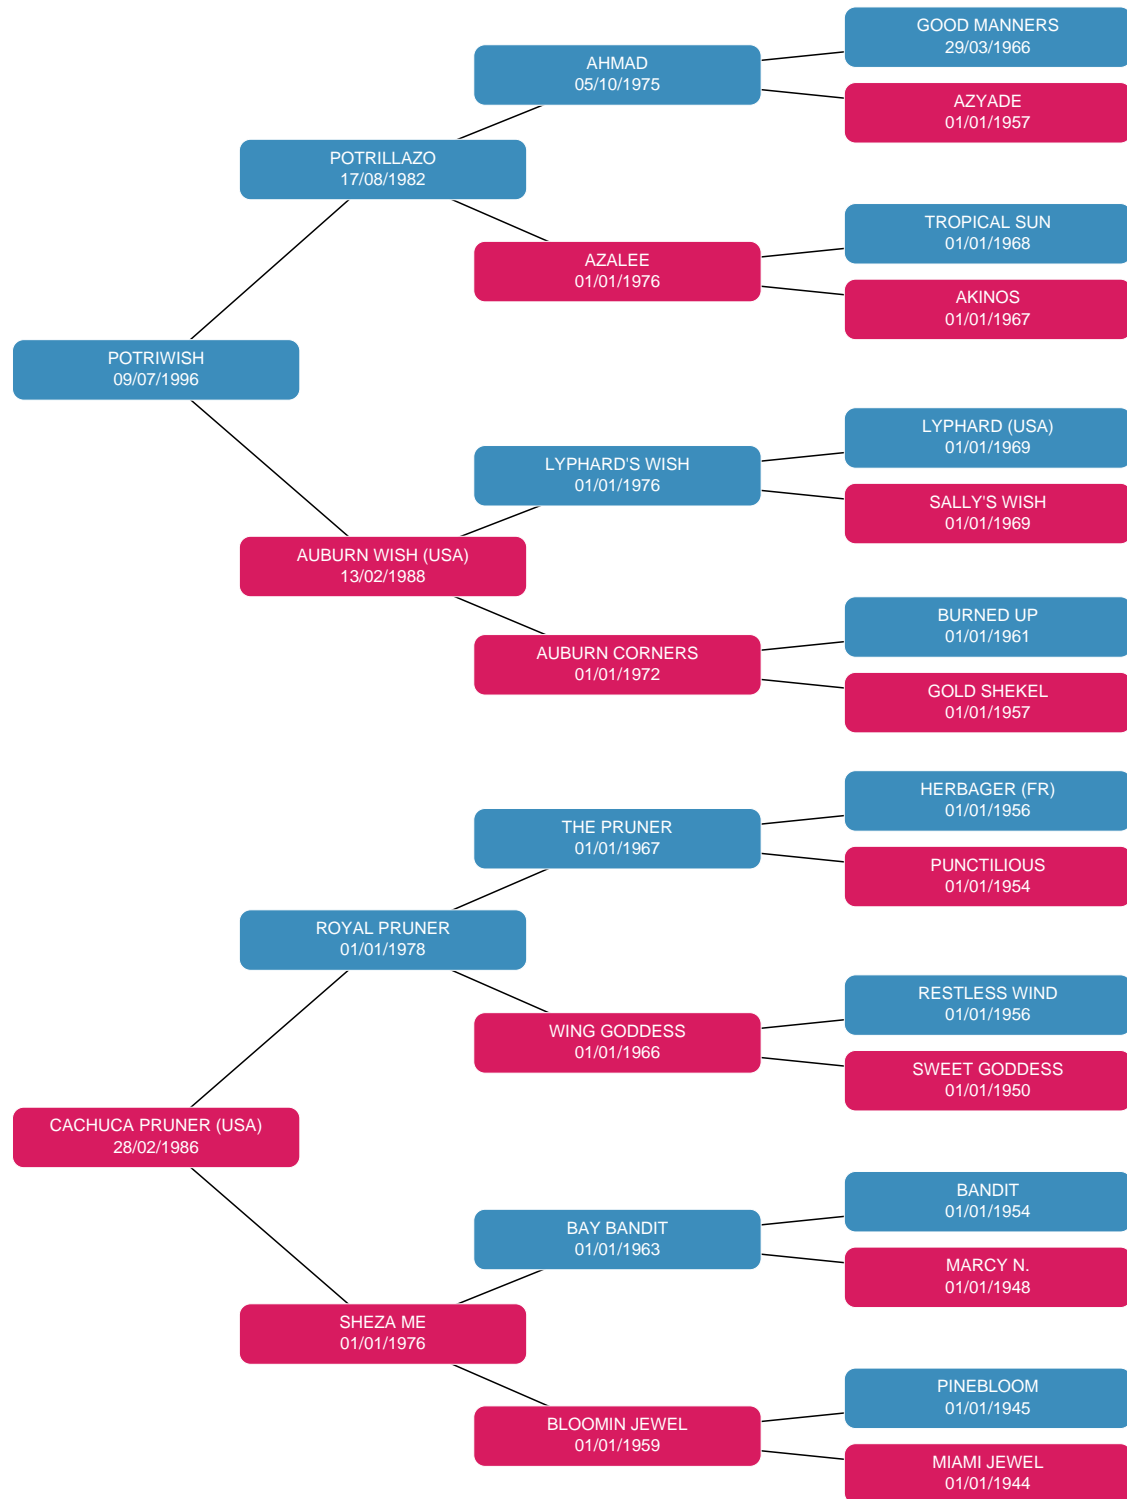 GOOD MANNERS
29/03/1966
AHMAD
05/10/1975
AZYADE
01/01/1957
POTRILLAZO
17/08/1982
TROPICAL SUN
01/01/1968
AZALEE
01/01/1976
AKINOS
01/01/1967
POTRIWISH
09/07/1996
LYPHARD (USA)
01/01/1969
LYPHARD'S WISH
01/01/1976
SALLY'S WISH
01/01/1969
AUBURN WISH (USA)
13/02/1988
BURNED UP
01/01/1961
AUBURN CORNERS
01/01/1972
GOLD SHEKEL
01/01/1957
HERBAGER (FR)
01/01/1956
THE PRUNER
01/01/1967
PUNCTILIOUS
01/01/1954
ROYAL PRUNER
01/01/1978
RESTLESS WIND
01/01/1956
WING GODDESS
01/01/1966
SWEET GODDESS
01/01/1950
CACHUCA PRUNER (USA)
28/02/1986
BANDIT
01/01/1954
BAY BANDIT
01/01/1963
MARCY N.
01/01/1948
SHEZA ME
01/01/1976
PINEBLOOM
01/01/1945
BLOOMIN JEWEL
01/01/1959
MIAMI JEWEL
01/01/1944